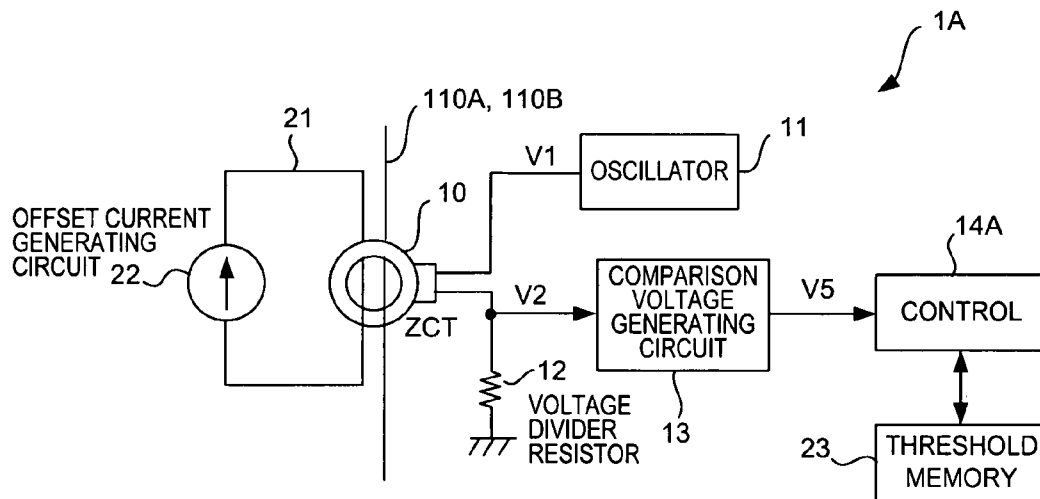 1A
110A, 110B
21
V1
11
OSCILLATOR
10
OFFSET CURRENT
GENERATING
CIRCUIT
22
14A
ZCT
V2
COMPARISON
VOLTAGE
GENERATING
CIRCUIT
V5
CONTROL
12
VOLTAGE
DIVIDER
RESISTOR
13
23
THRESHOLD
MEMORY